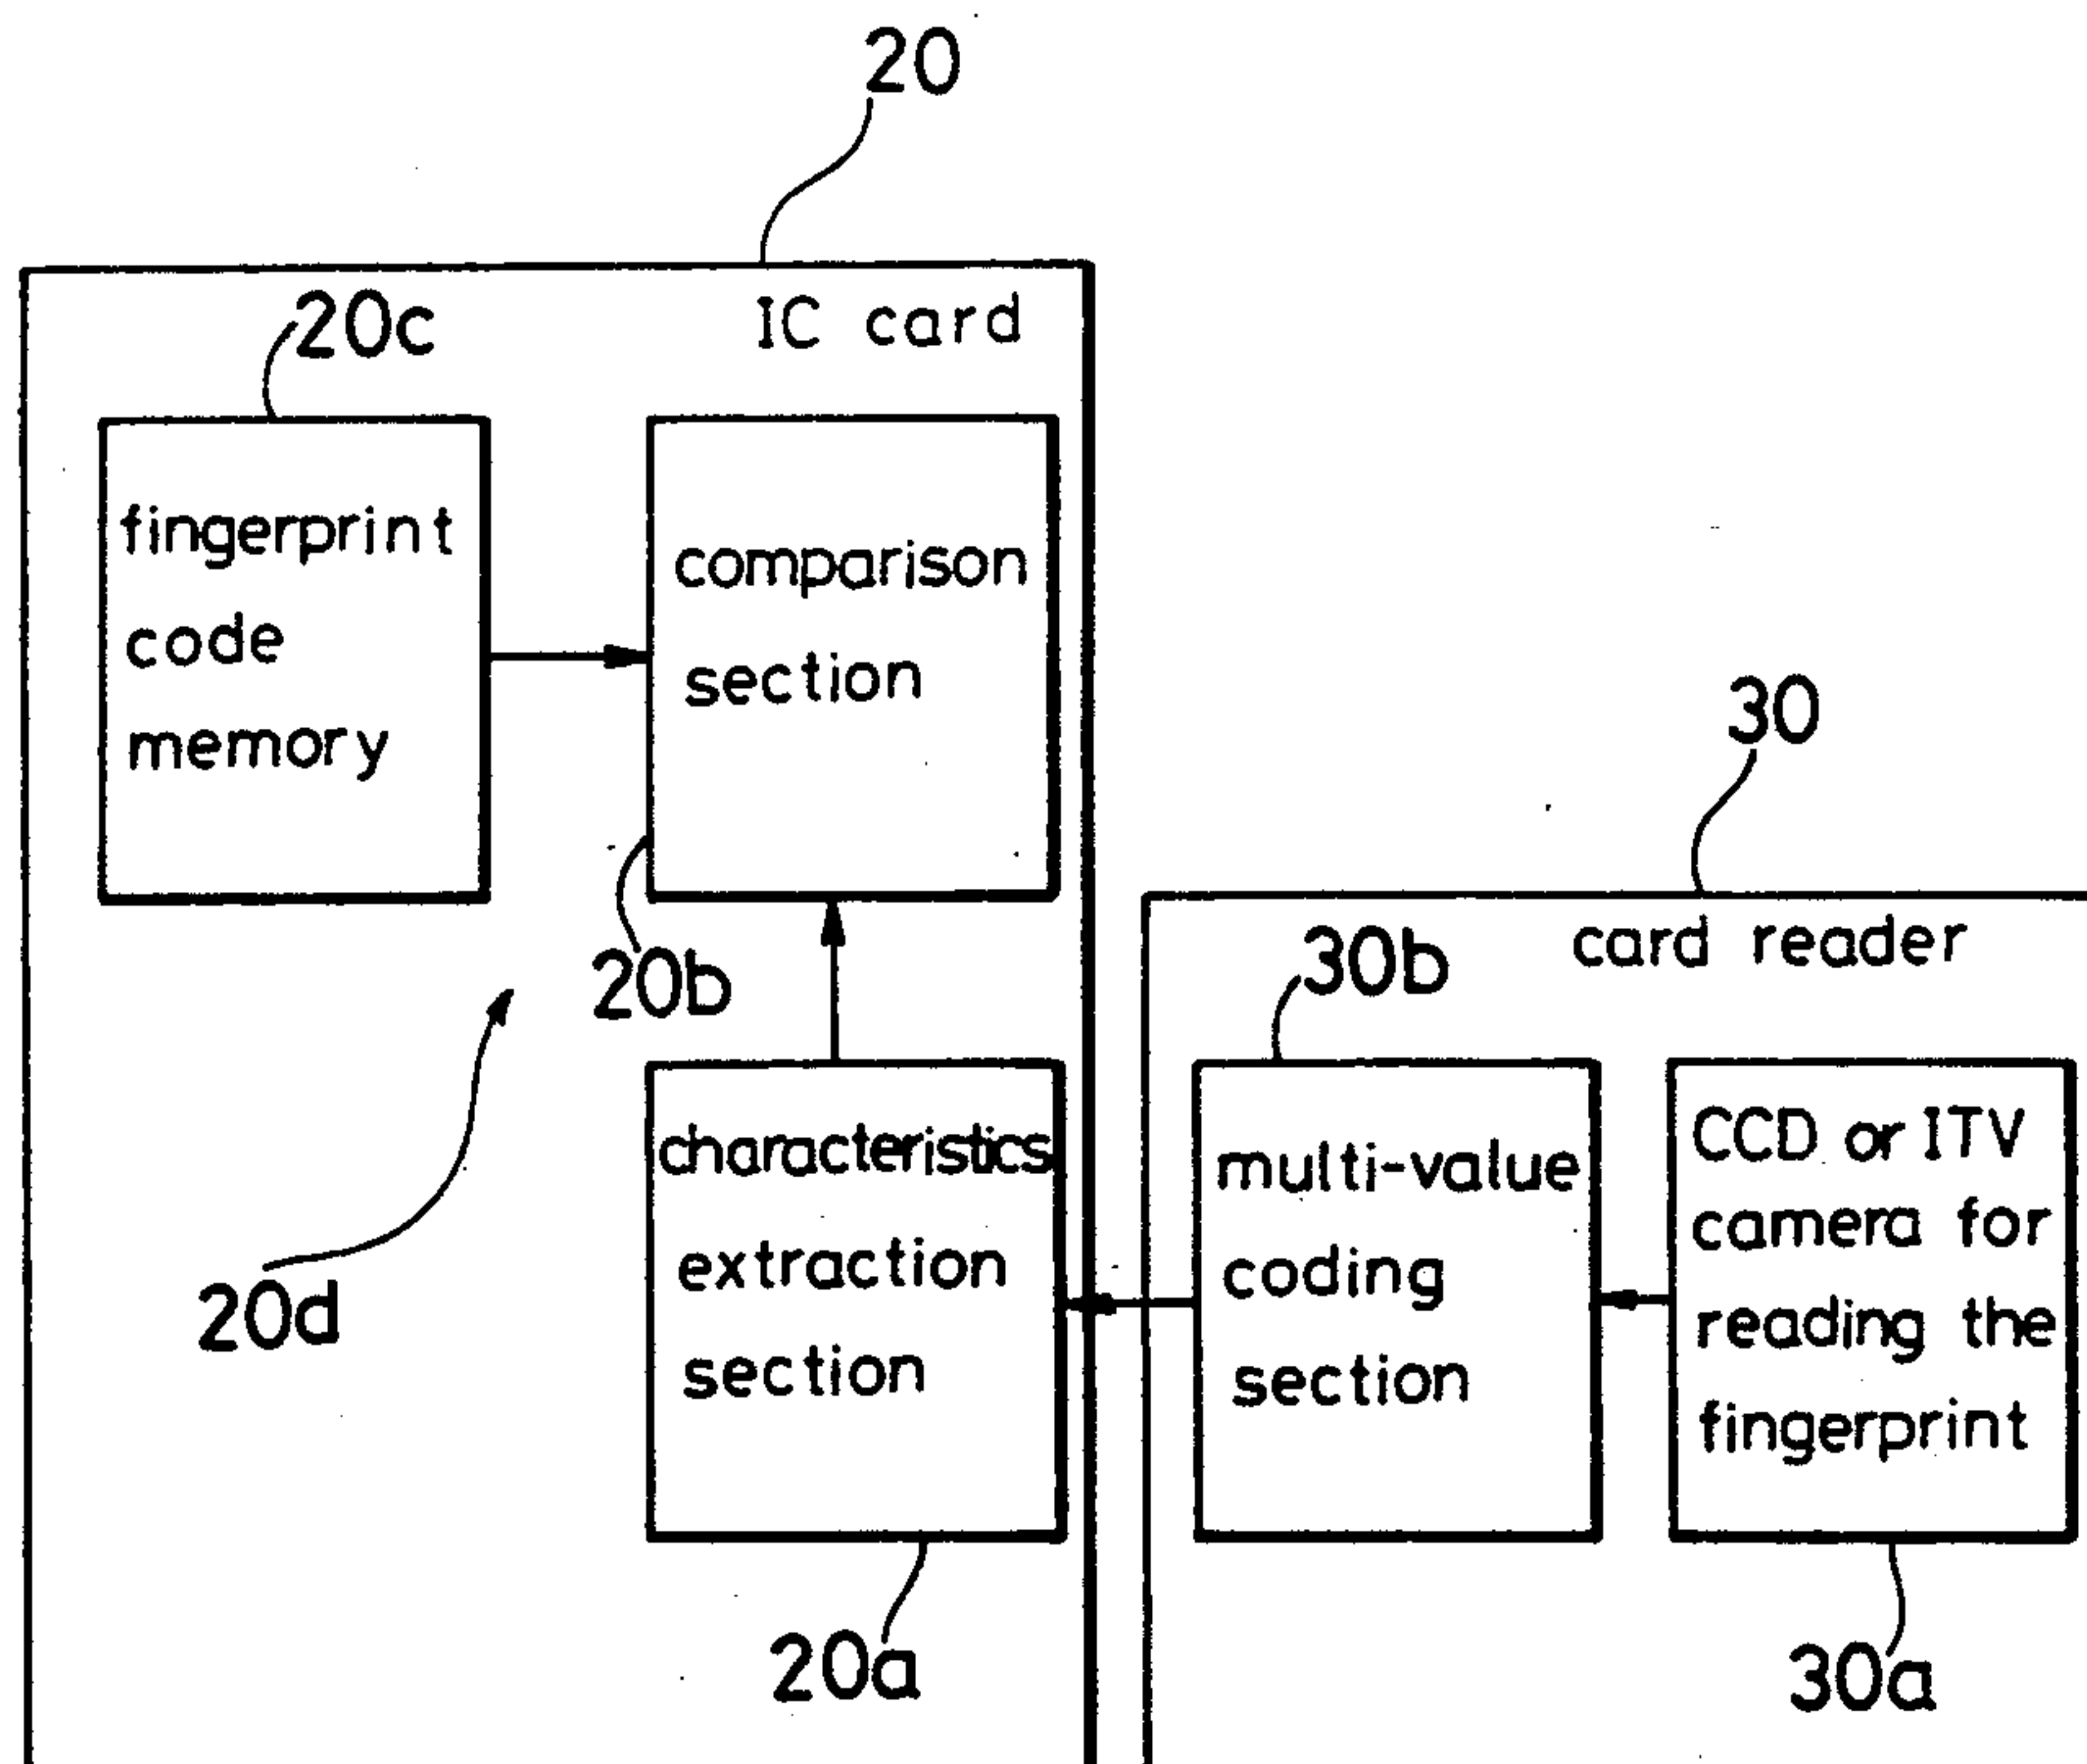 20
IC card
20c
fingerprint
code
memory
comparison
section
20b
30
card reader
30b
20d
characteristics
extraction
section
20a
multi-value
coding
section
CCD or ITV
camera for
reading the
fingerprint
30a